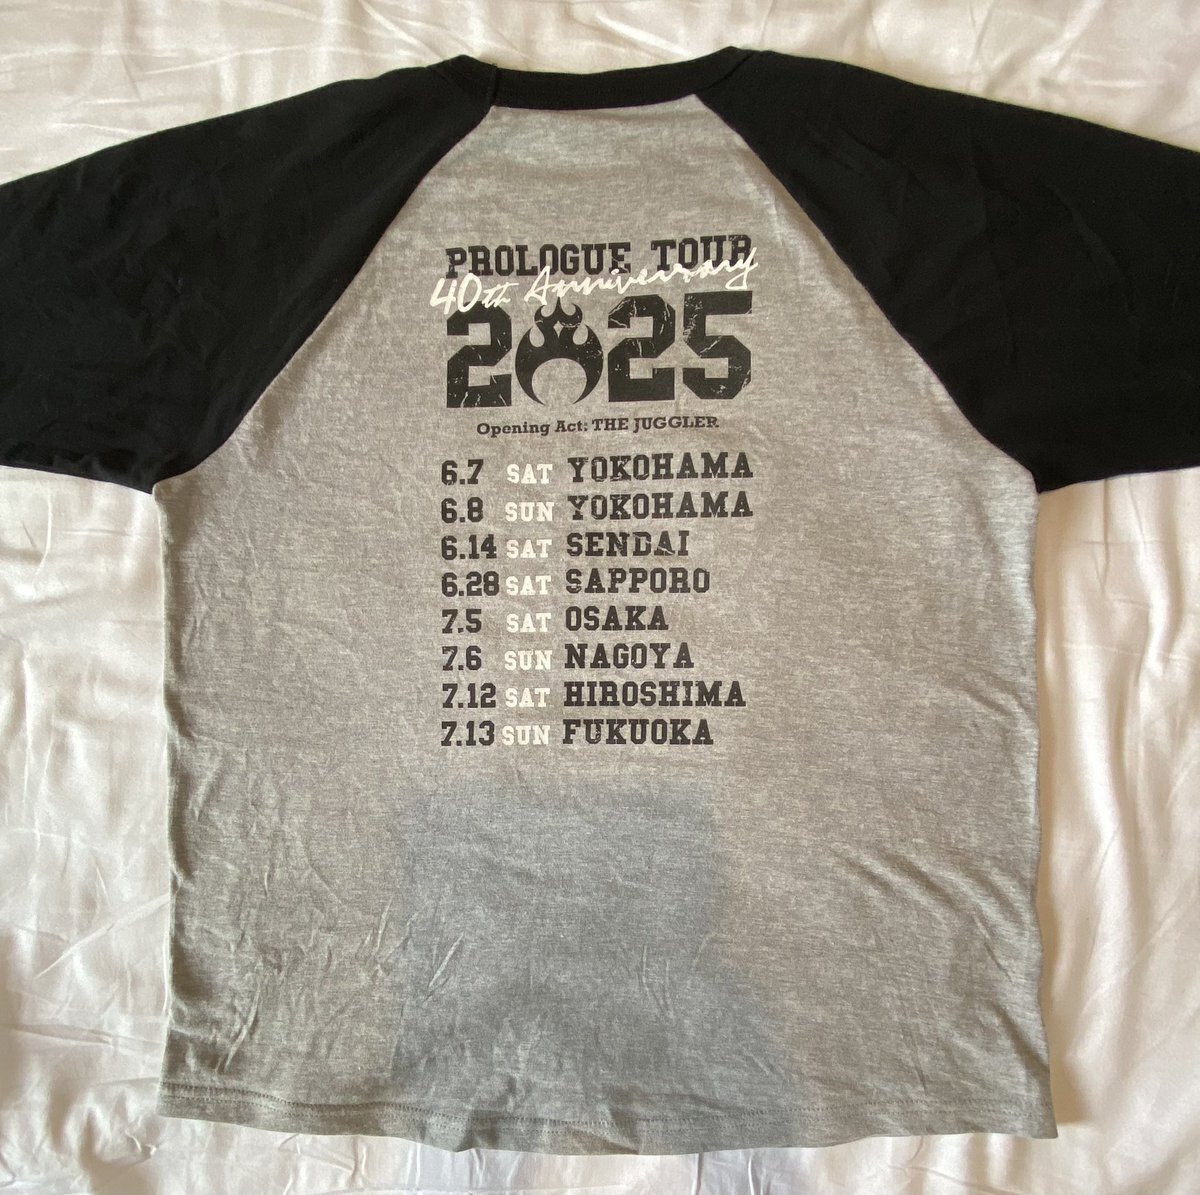 PROLOGUE TOUR
40th Anniversary
2025
Opening Act: THE JUGGLER
6.7 SAT YOKOHAMA
6.8 SUN YOKOHAMA
6.14 SAT SENDAI
6.28 SAT SAPPORO
7.5 SAT OSAKA
7.6 SUN NAGOYA
7.12 SAT HIROSHIMA
7.13 SUN FUKUOKA